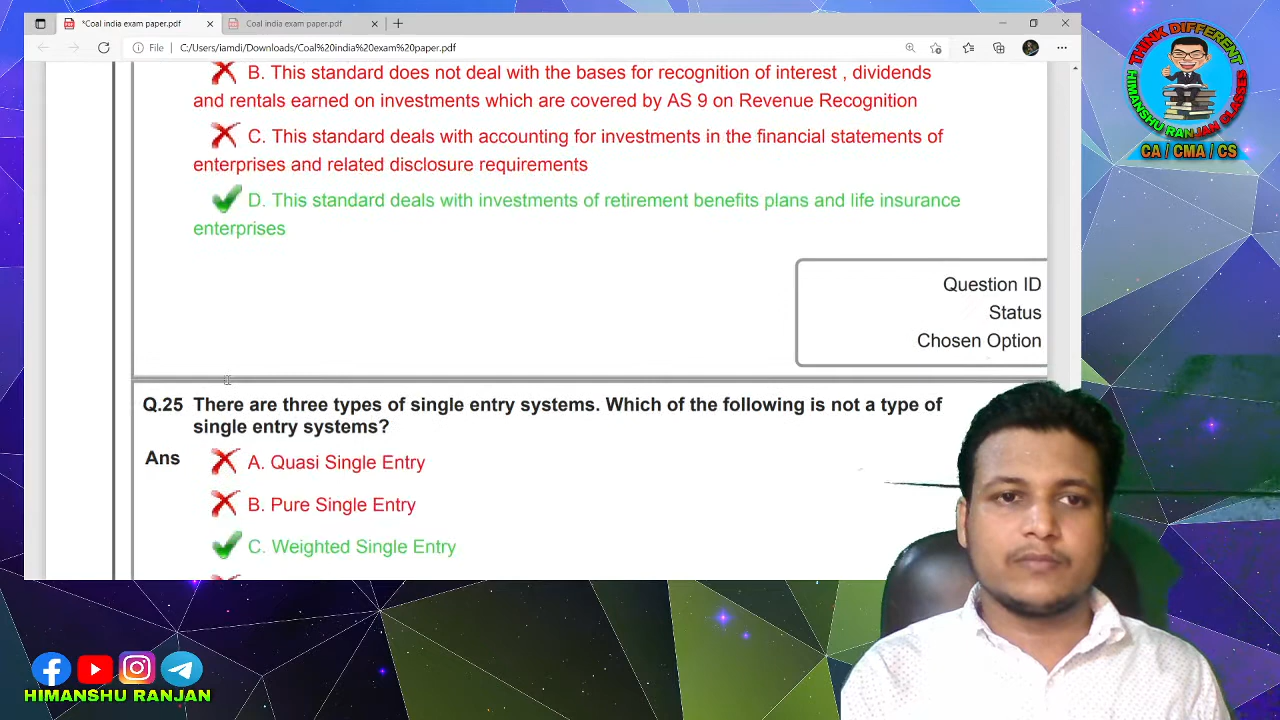 *Coal india exam paper.pdf
Coal india exam paper.pdf
File
C:/Users/iamdi/Downloads/Coal%20india%20exam%20paper.pdf
B. This standard does not deal with the bases for recognition of interest , dividends
and rentals earned on investments which are covered by AS 9 on Revenue Recognition
C. This standard deals with accounting for investments in the financial statements of
enterprises and related disclosure requirements
D. This standard deals with investments of retirement benefits plans and life insurance
enterprises
Question ID
Status
Chosen Option
Q.25 There are three types of single entry systems. Which of the following is not a type of
single entry systems?
Ans
A. Quasi Single Entry
B. Pure Single Entry
C. Weighted Single Entry
THINK DIFFERENT
HIMANSHU RANJAN CLASSES
CA / CMA / CS
HIMANSHU RANJAN